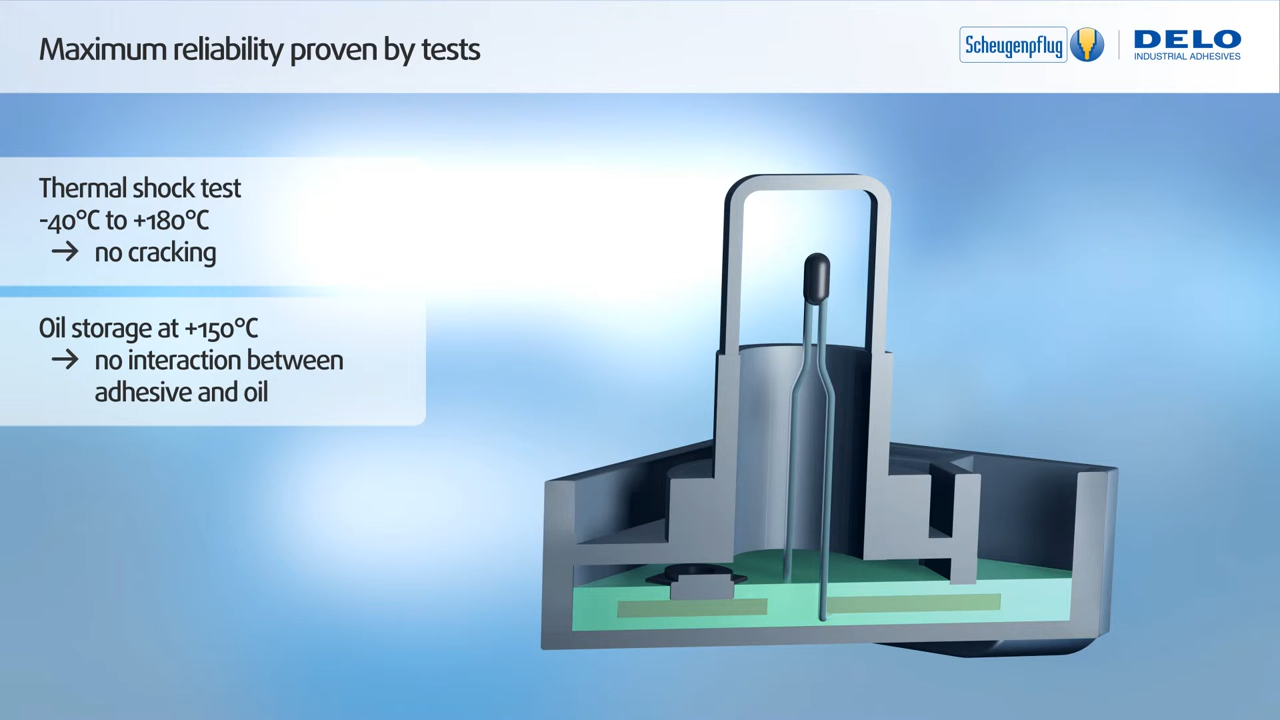 Maximum reliability proven by tests
Scheugenpflug
DELO
INDUSTRIAL ADHESIVES
Thermal shock test
-40°C to +180°C
→ no cracking
Oil storage at +150°C
→ no interaction between
adhesive and oil